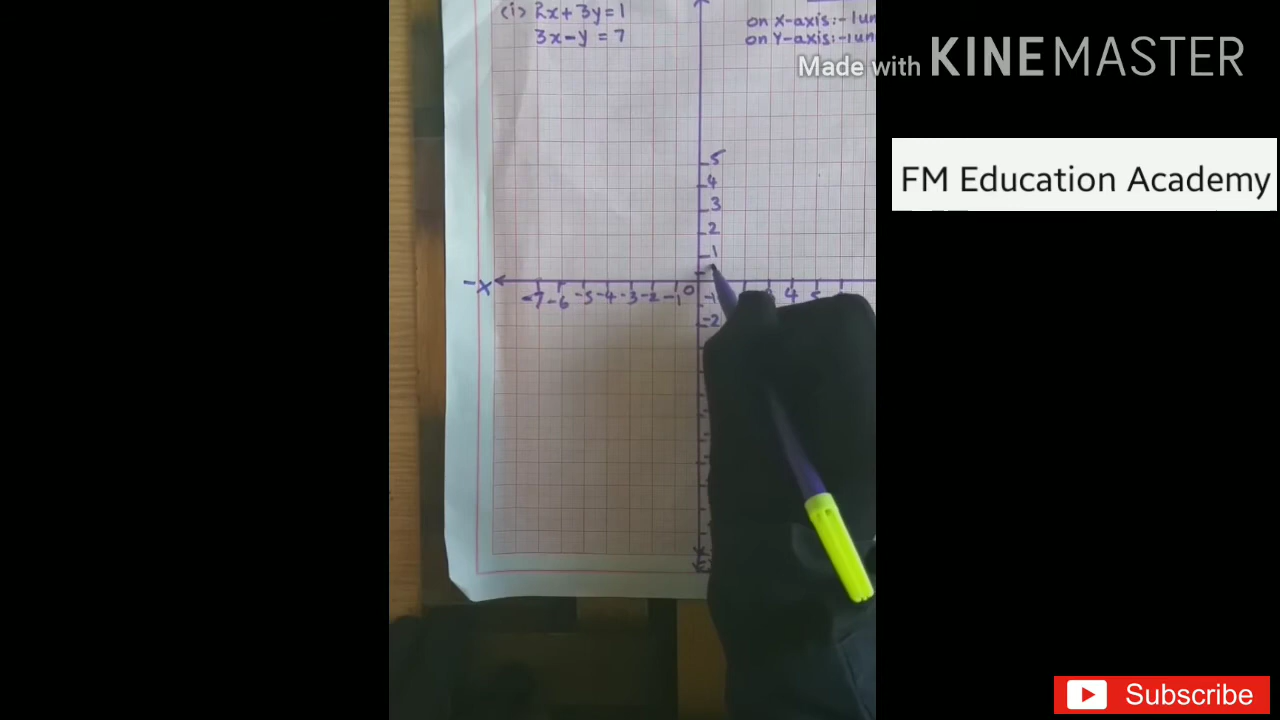 (i) 2x+3y=1
3x-y=7
on X-axis:-1un
on Y-axis:-1un
Made with KINEMASTER
FM Education Academy
5
4
3
2
1
-X
-7 -6 -5 -4 -3 -2 -1 0 4 5
-1
-2
Subscribe